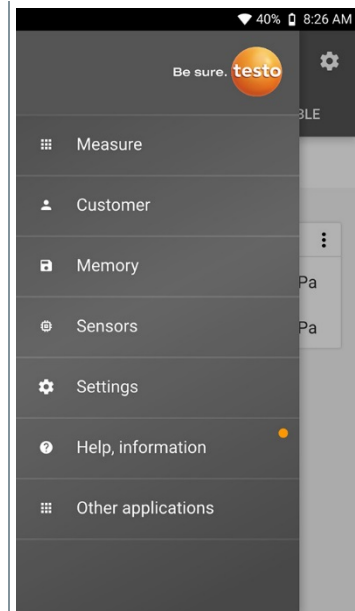 40% 8:26 AM
Be sure. testo
BLE
Measure
Customer
Memory
Pa
Sensors
Pa
Settings
Help, information
Other applications